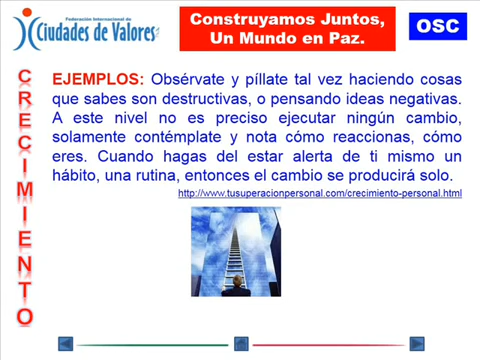 Federación Internacional de
Ciudades de Valores
Construyamos Juntos,
Un Mundo en Paz.
OSC
CRECIMIENTO
EJEMPLOS: Obsérvate y píllate tal vez haciendo cosas
que sabes son destructivas, o pensando ideas negativas.
A este nivel no es preciso ejecutar ningún cambio,
solamente contémplate y nota cómo reaccionas, cómo
eres. Cuando hagas del estar alerta de ti mismo un
hábito, una rutina, entonces el cambio se producirá solo.
http://www.tusuperacionpersonal.com/crecimiento-personal.html